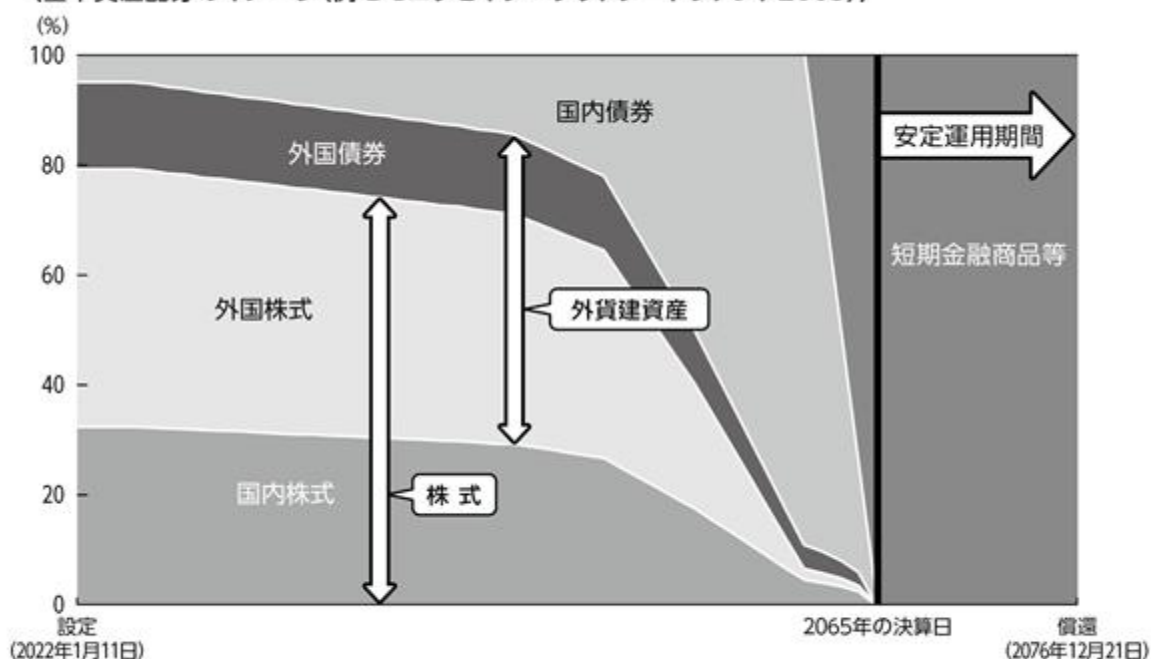 (%)
100
国内債券
安定運用期間
外国債券
80
短期金融商品等
60
外国株式
外貨建資産
40
20
国内株式
株 式
0
設定
(2022年1月11日)
2065年の決算日
償還
(2076年12月21日)